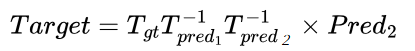 Target = T_{gt} T_{pred_1}^{-1} T_{pred_2}^{-1} × Pred_2